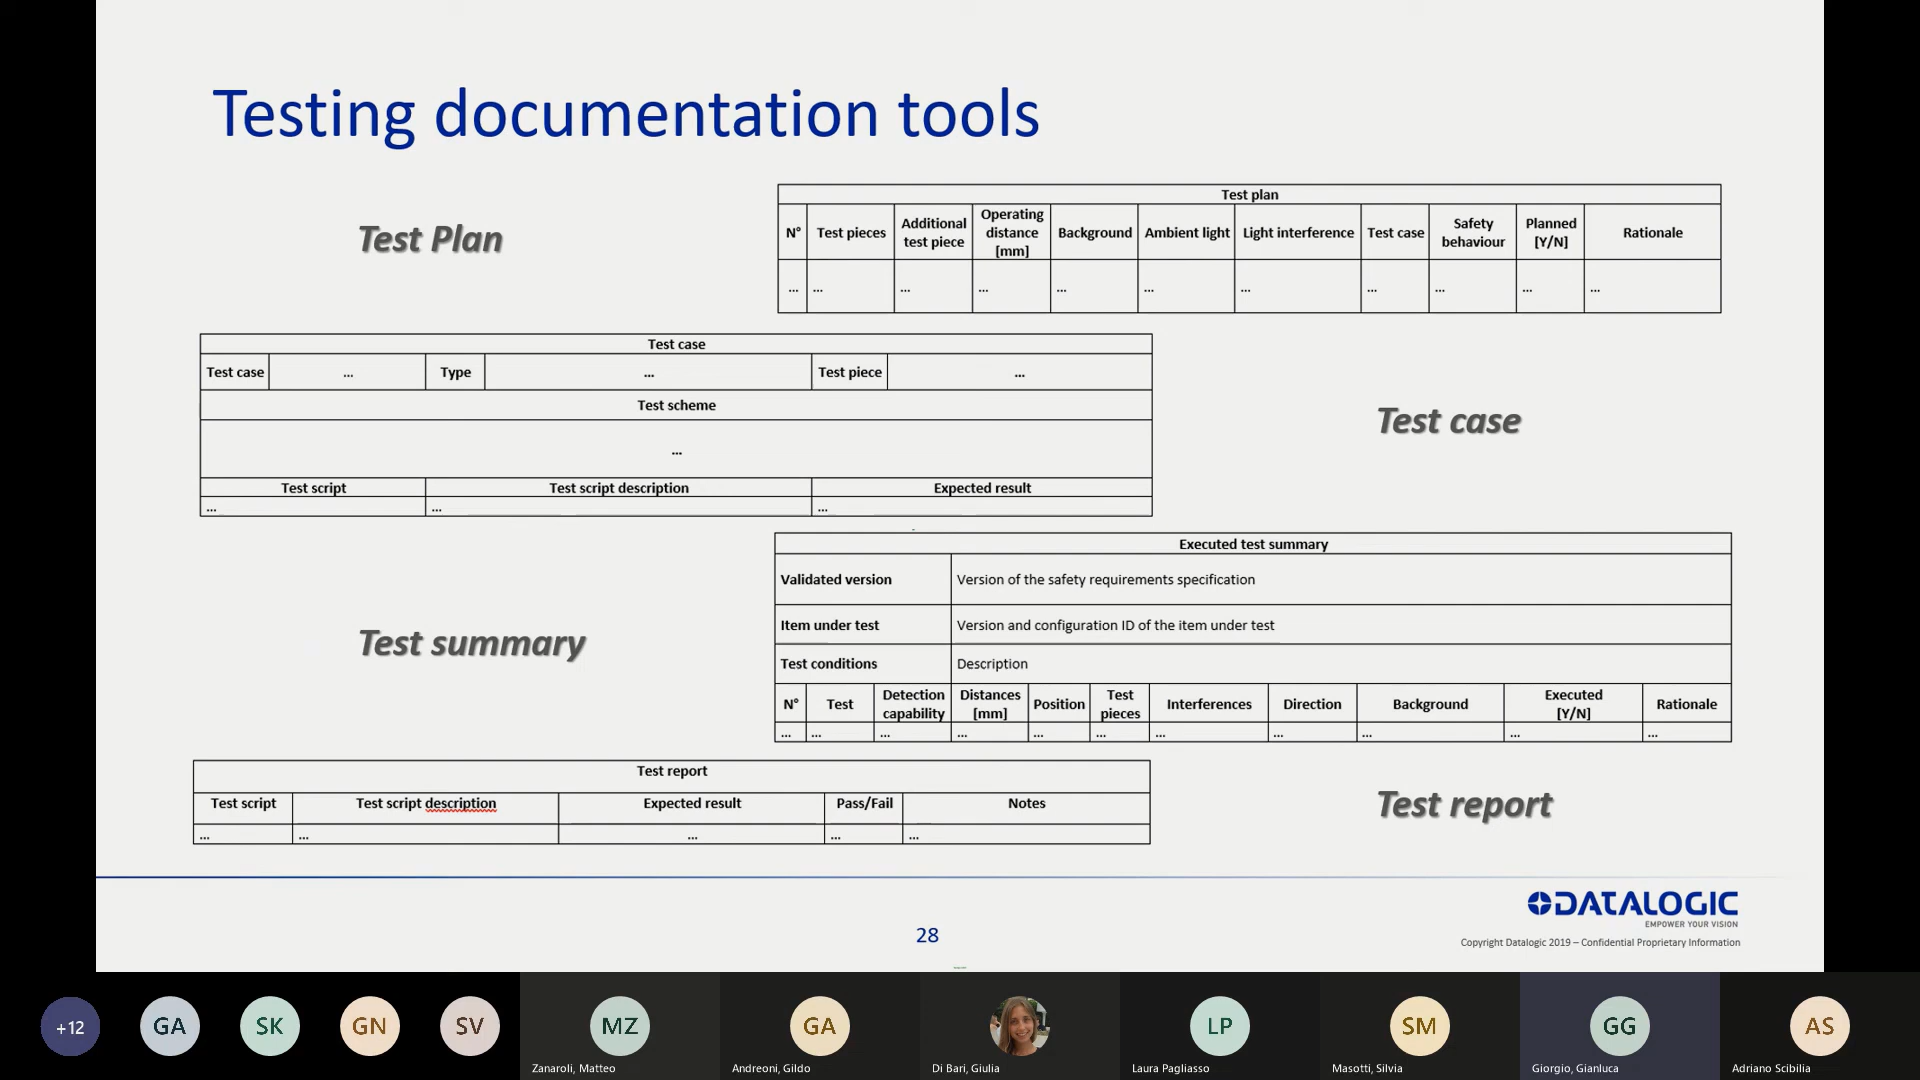 Testing documentation tools
Test Plan
Test plan
N° Test pieces Additional test piece Operating distance [mm] Background Ambient light Light interference Test case Safety behaviour Planned [Y/N] Rationale
... ... ... ... ... ... ... ... ... ... ...
Test case
Test case ... Type ... Test piece ...
Test scheme
...
Test script Test script description Expected result
... ... ...
Test case
Executed test summary
Validated version Version of the safety requirements specification
Item under test Version and configuration ID of the item under test
Test conditions Description
N° Test Detection capability Distances [mm] Position Test pieces Interferences Direction Background Executed [Y/N] Rationale
... ... ... ... ... ... ... ... ... ... ...
Test summary
Test report
Test script Test script description Expected result Pass/Fail Notes
... ... ... ... ...
Test report
DATALOGIC
EMPOWER YOUR VISION
28
Copyright Datalogic 2019 – Confidential Proprietary Information
+12 GA SK GN SV MZ GA LP SM GG AS
Zanaroli, Matteo Andreoni, Gildo Di Bari, Giulia Laura Pagliasso Masotti, Silvia Giorgio, Gianluca Adriano Scibilia